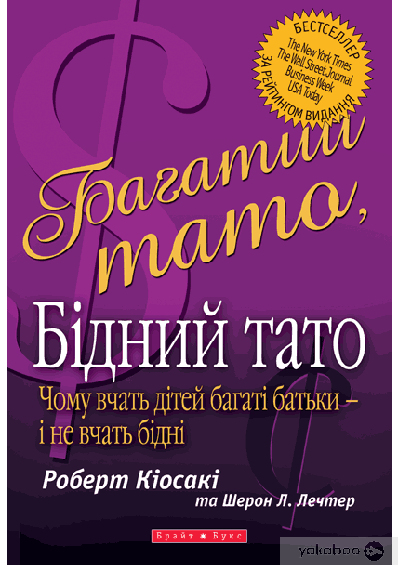 БЕСТСЕЛЛЕР
The New York Times
The Wall Street Journal
Business Week
USA Today
ЗА РЕЙТИНГОМ ВИДАННЯ
Багатий
тато,
Бідний тато
Чому вчать дітей багаті батьки –
і не вчать бідні
Роберт Кіосакі
та Шерон Л. Лечтер
Брайт Букс
yakaboo